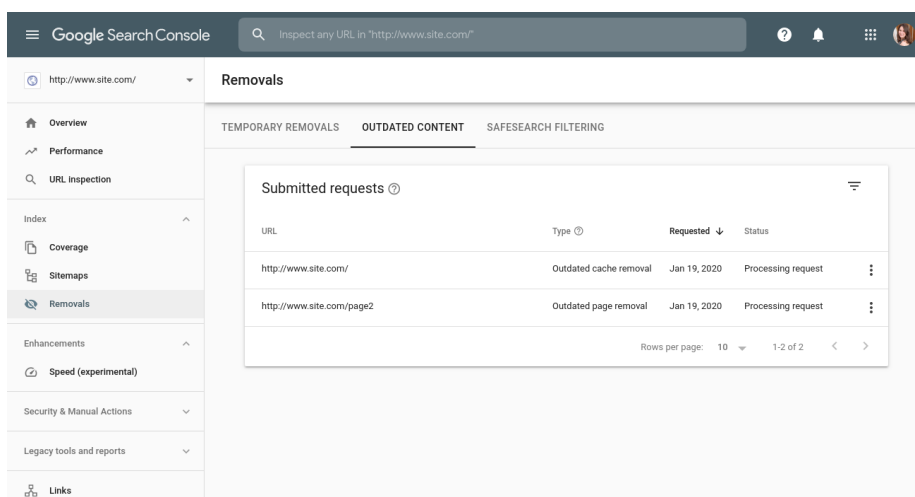 Google Search Console
Inspect any URL in "http://www.site.com/"
http://www.site.com/
Removals
Overview
Performance
URL inspection
Index
Coverage
Sitemaps
Removals
Enhancements
Speed (experimental)
Security & Manual Actions
Legacy tools and reports
Links
TEMPORARY REMOVALS OUTDATED CONTENT SAFESEARCH FILTERING
Submitted requests
URL Type Requested Status
http://www.site.com/ Outdated cache removal Jan 19, 2020 Processing request
http://www.site.com/page2 Outdated page removal Jan 19, 2020 Processing request
Rows per page: 10 1-2 of 2